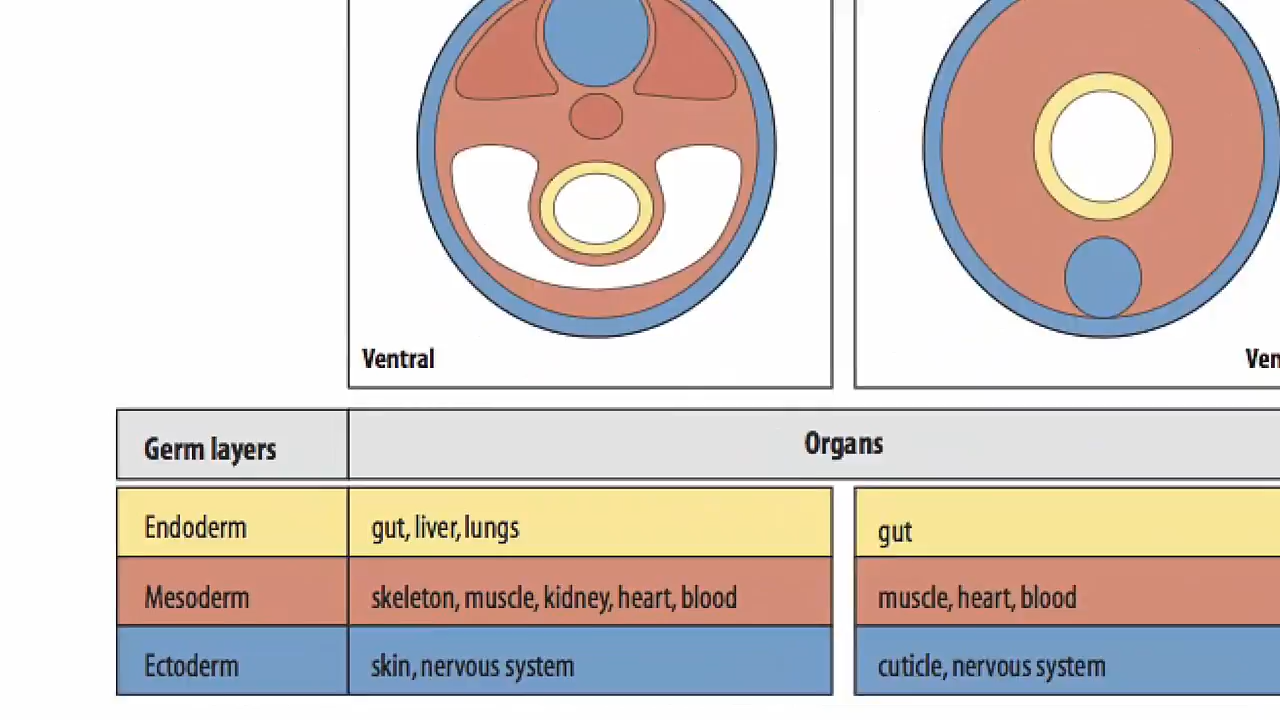 Ventral
Ven
Germ layers
Organs
Endoderm
gut, liver, lungs
gut
Mesoderm
skeleton, muscle, kidney, heart, blood
muscle, heart, blood
Ectoderm
skin, nervous system
cuticle, nervous system